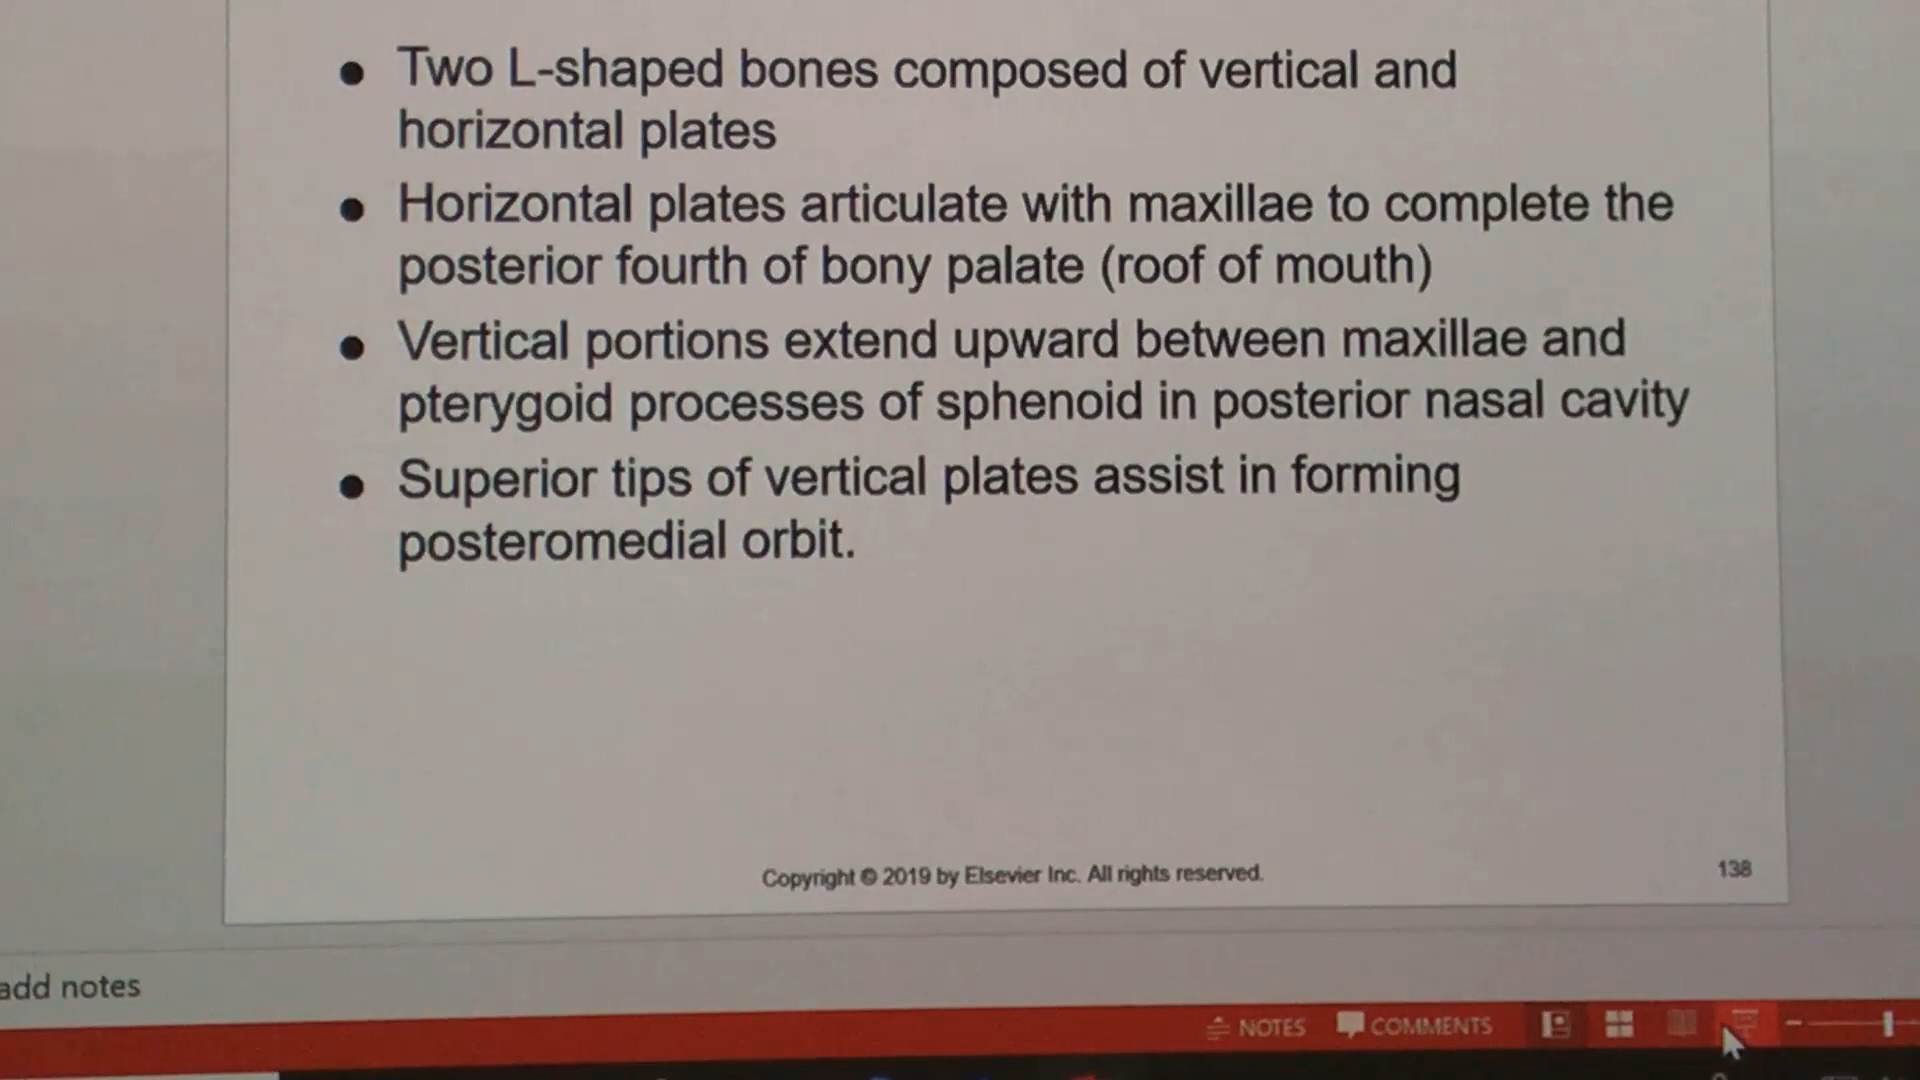 ● Two L-shaped bones composed of vertical and
horizontal plates
● Horizontal plates articulate with maxillae to complete the
posterior fourth of bony palate (roof of mouth)
● Vertical portions extend upward between maxillae and
pterygoid processes of sphenoid in posterior nasal cavity
● Superior tips of vertical plates assist in forming
posteromedial orbit.
Copyright © 2019 by Elsevier Inc. All rights reserved.
138
add notes
NOTES
COMMENTS